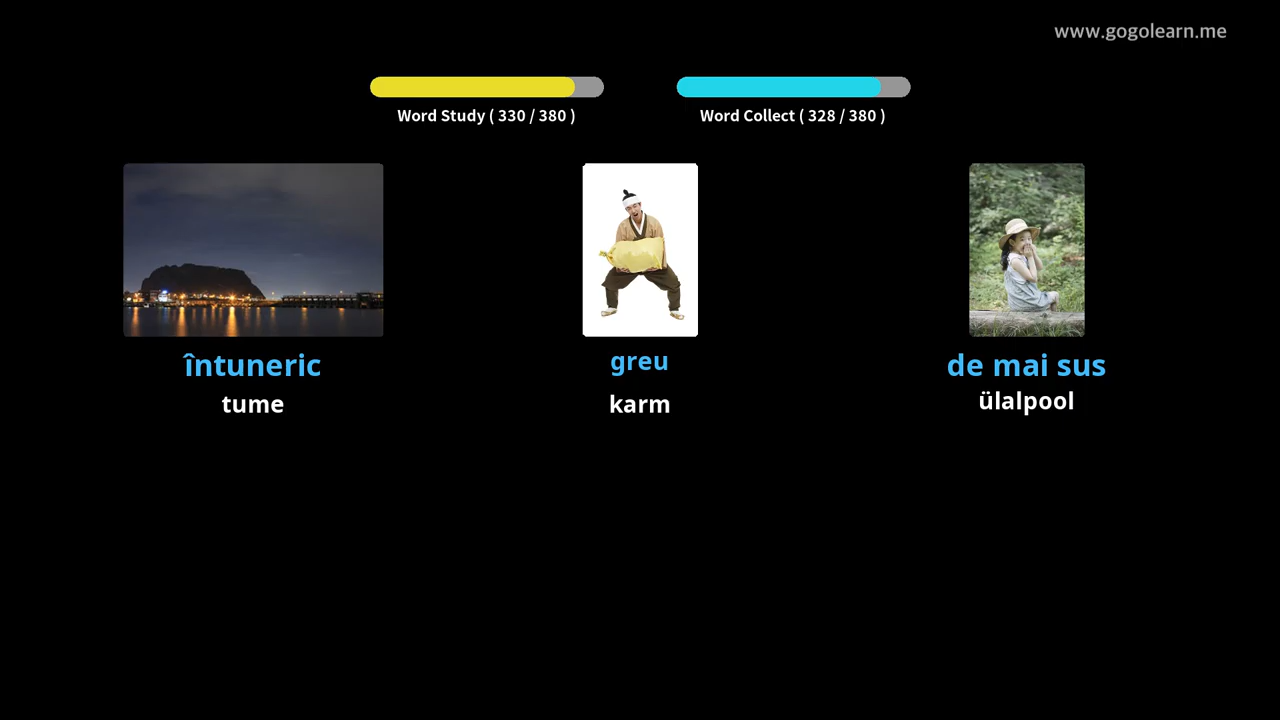 www.gogolearn.me
Word Study ( 330 / 380 )
Word Collect ( 328 / 380 )
întuneric
tume
greu
karm
de mai sus
ülalpool